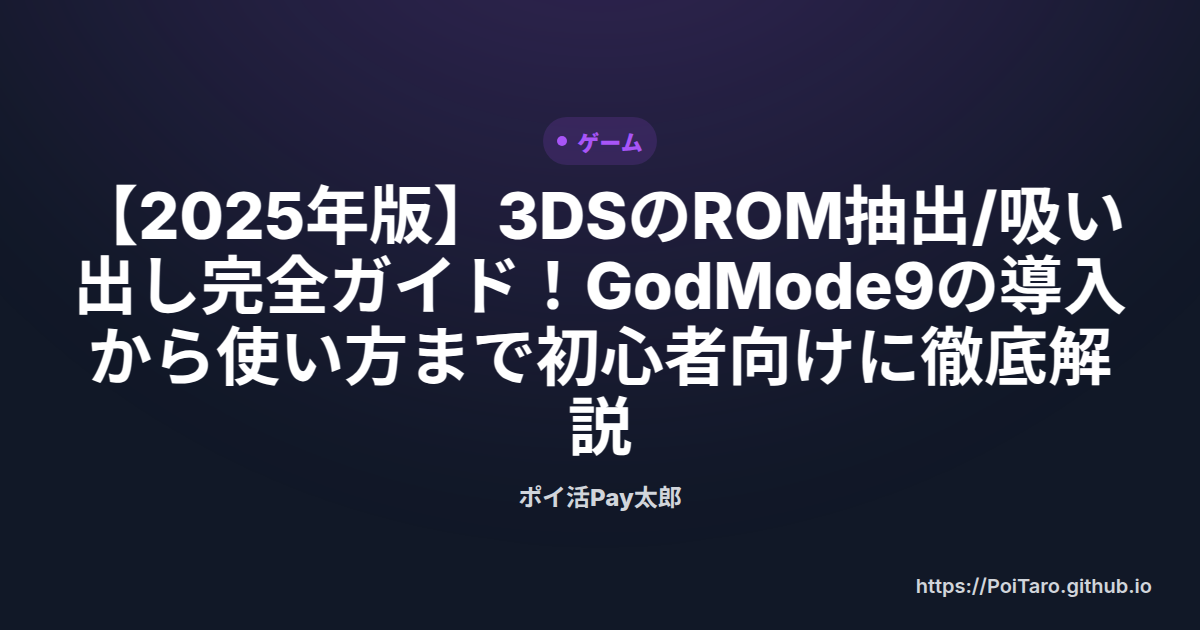 ゲーム
【2025年版】3DSのROM抽出/吸い
出し完全ガイド！GodMode9の導入
から使い方まで初心者向けに徹底解
説
ポイ活Pay太郎
https://PoiTaro.github.io